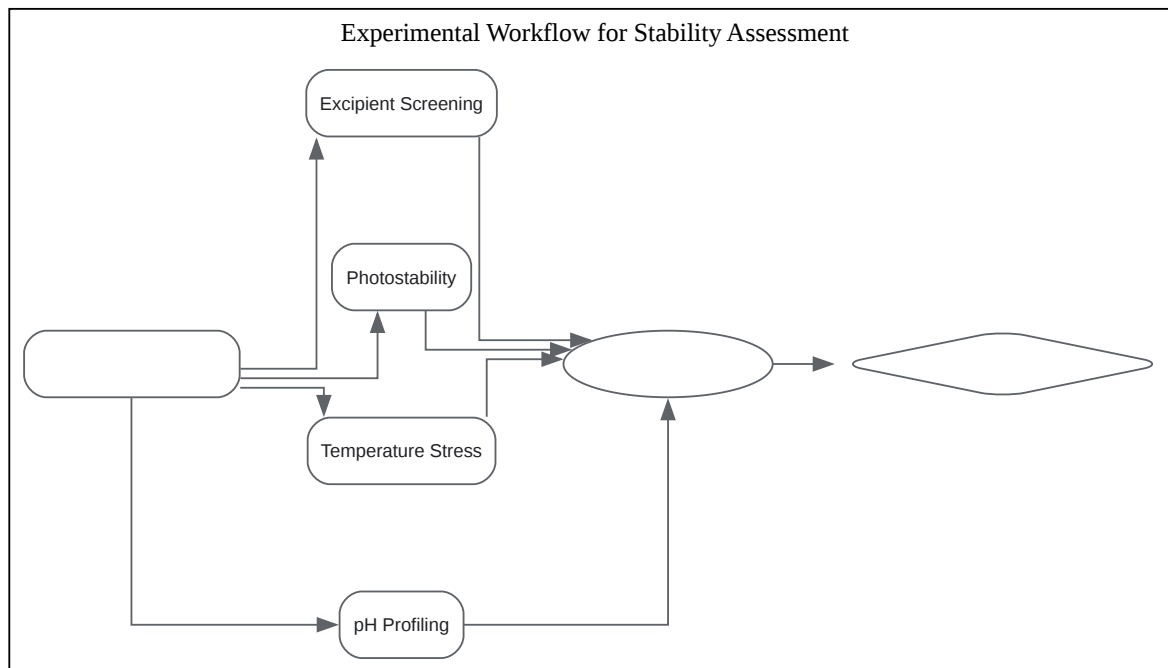 Experimental Workflow for Stability Assessment
Excipient Screening
Photostability
Temperature Stress
pH Profiling